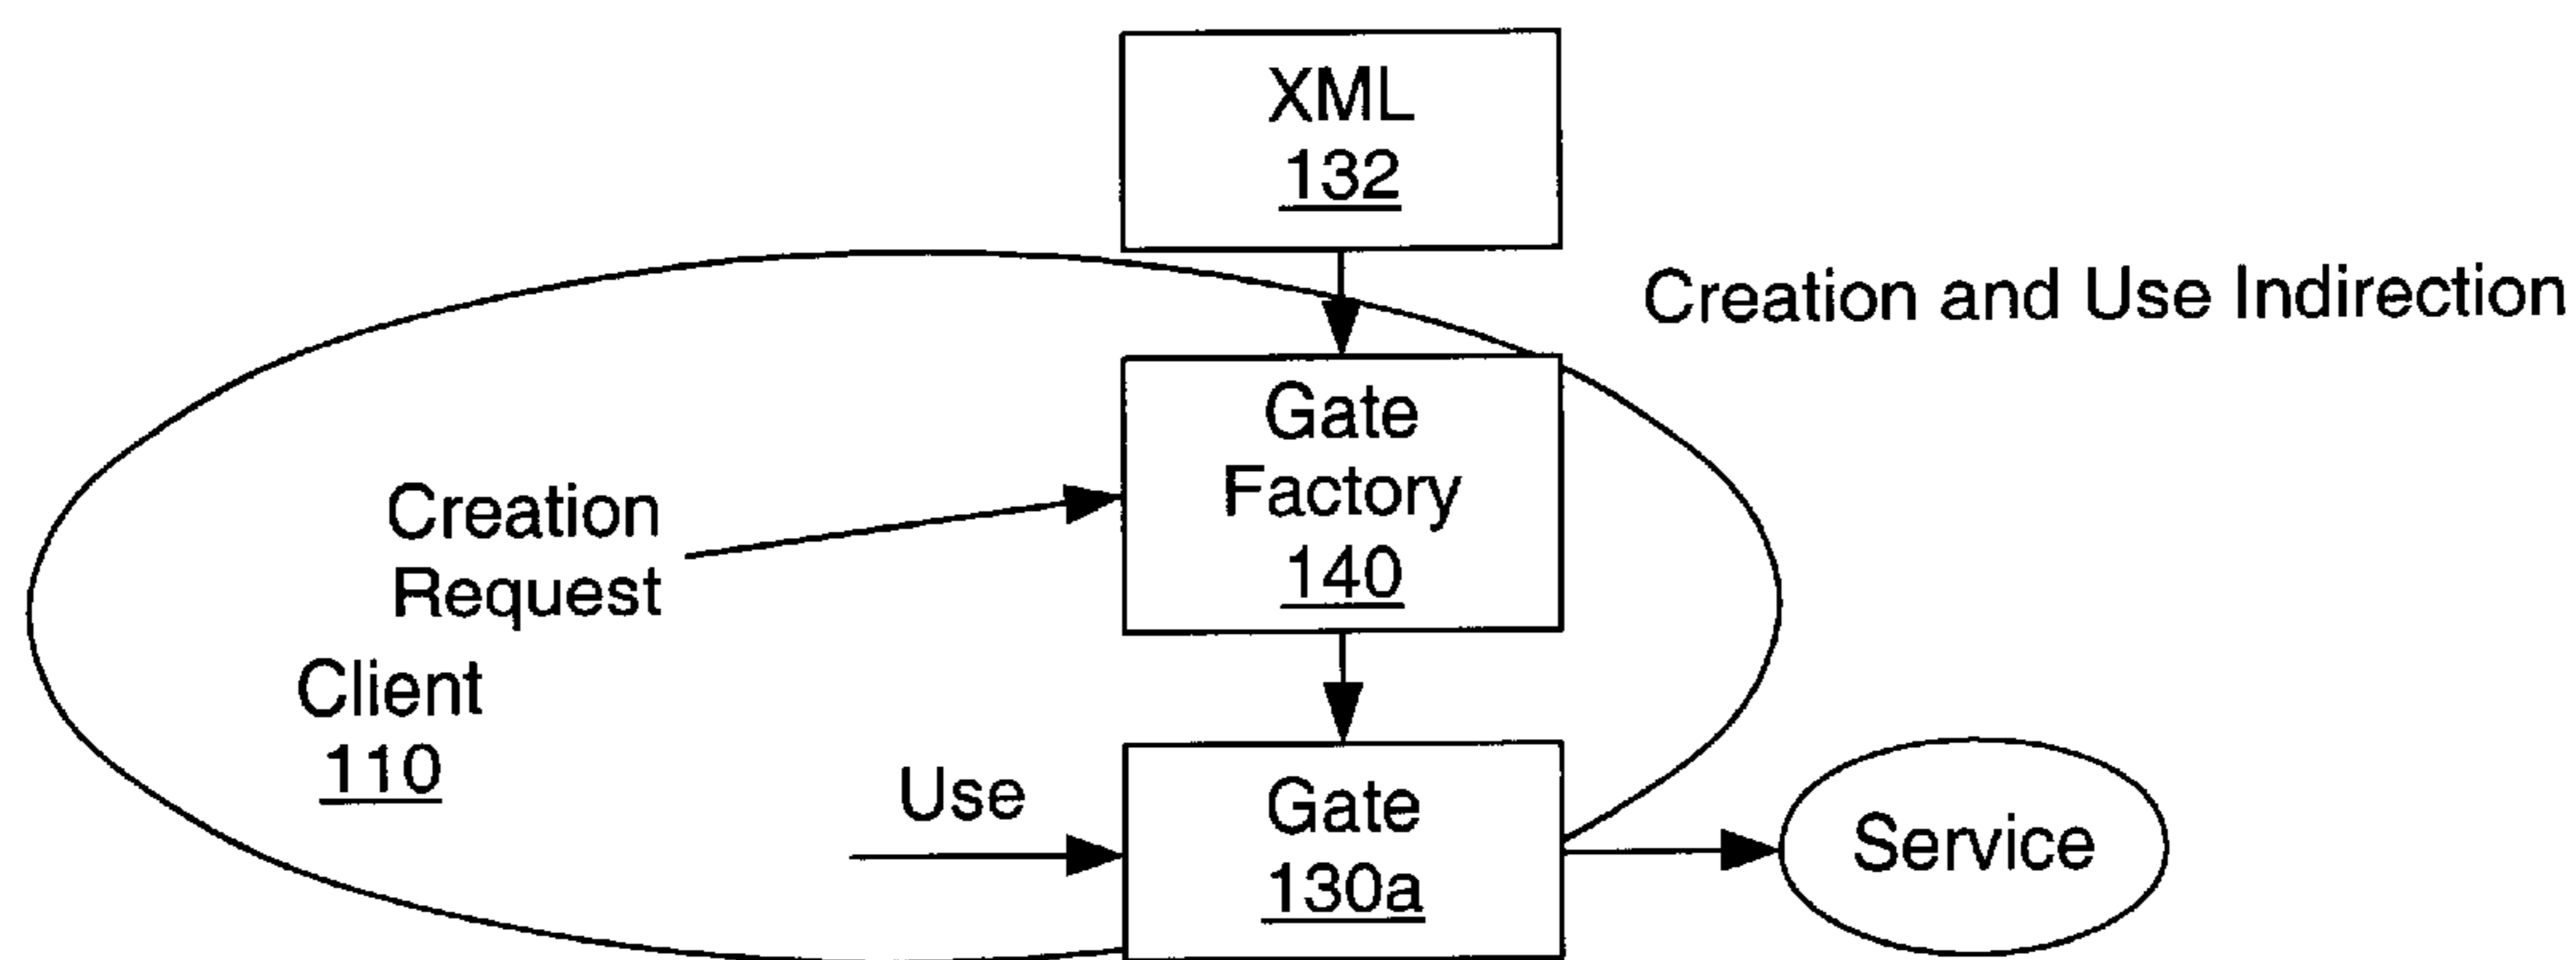 XML
132
Creation and Use Indirection
Gate
Factory
140
Creation
Request
Client
110
Use
Gate
130a
Service